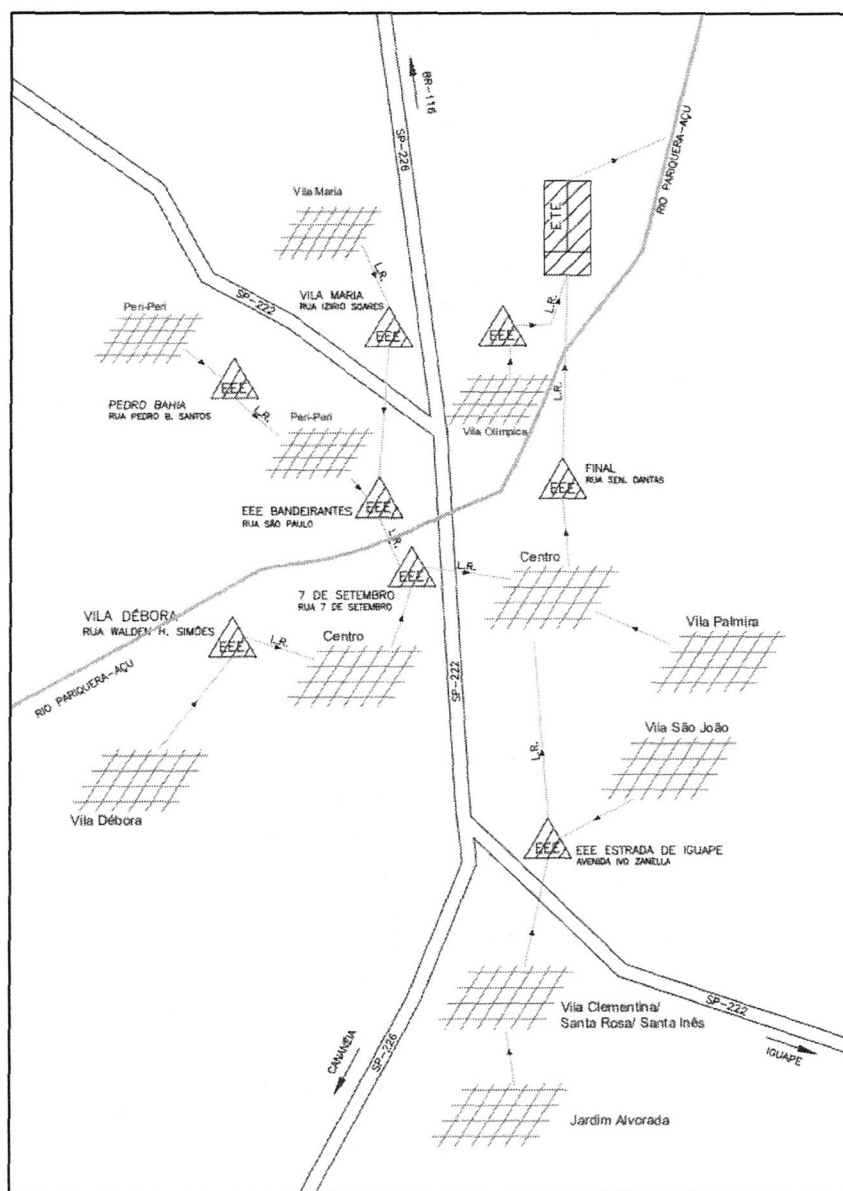 BR-116
SP-226
RIO PARIQUERA-AÇU
Vila Maria
ETE
L.R.
SP-222
VILA MARIA
RUA IZIRIO SOARES
L.R.
Peri-Peri
EEE
EEE
EEE
PEDRO BAHIA
RUA PEDRO B. SANTOS
L.R.
Peri-Peri
L.R.
Vila Olímpica
EEE BANDEIRANTES
RUA SÃO PAULO
EEE
EEE
FINAL
RUA SEN. DANTAS
L.R.
EEE
L.R.
Centro
7 DE SETEMBRO
RUA 7 DE SETEMBRO
VILA DÉBORA
RUA WALDEN H. SIMÕES
EEE
L.R.
Centro
Vila Palmira
RIO PARIQUERA-AÇU
SP-222
Vila São João
L.R.
Vila Débora
EEE
EEE ESTRADA DE IGUAPE
AVENIDA IVO ZANELLA
Vila Clementina/
Santa Rosa/ Santa Inês
SP-222
IGUAPE
CANANÉIA
SP-226
Jardim Alvorada